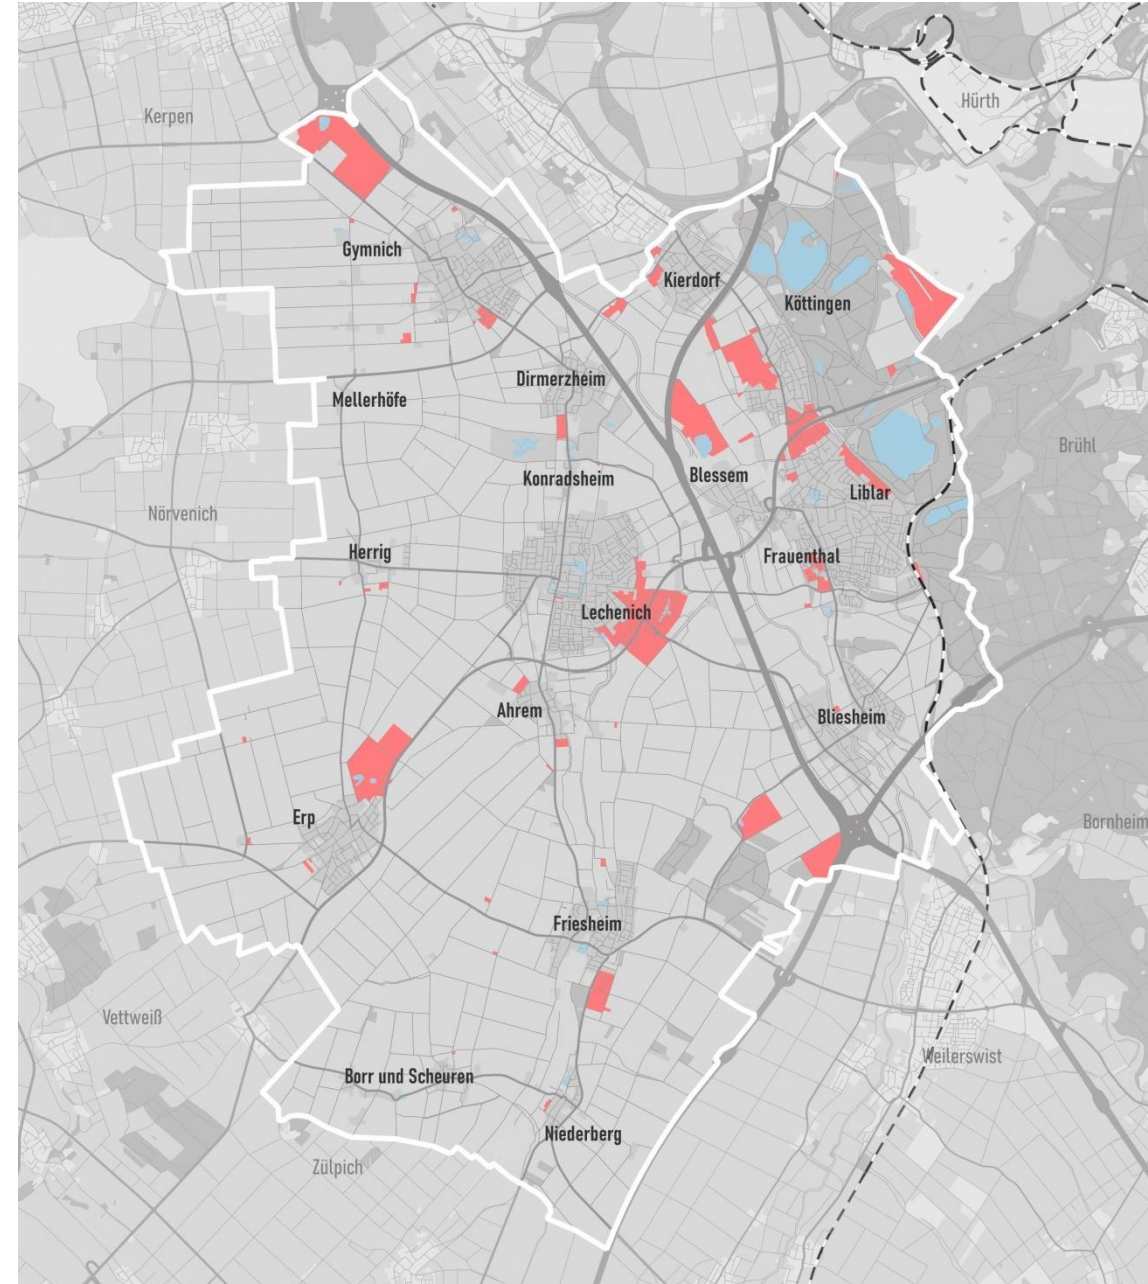 Hürth
Kerpen
Gymnich
Kierdorf
Köttingen
Dirmerzheim
Mellerhöfe
Brühl
Konradsheim
Blessem
Liblar
Nörvenich
Herrig
Frauenthal
Lechenich
Ahrem
Bliesheim
Erp
Bornheim
Friesheim
Vettweiß
Weilerswist
Borr und Scheuren
Niederberg
Zülpich